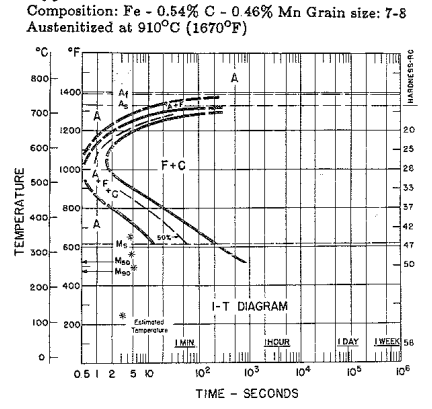 Composition: Fe - 0.54% C - 0.46% Mn Grain size: 7-8
Austenitized at 910°C (1670°F)
°C °F
HARDNESS-RC
TEMPERATURE
800
700
600
500
400
300
200
100
0
1400
1200
1000
800
600
400
200
Af
As
A
A
A+F
A+F
+C
F+C
A
Ms
M50
M90
50%
20
25
28
33
37
42
47
50
58
I-T DIAGRAM
Estimated
Temperature
1 MIN
1 HOUR
1 DAY
1 WEEK
0.5 1 2 5 10 10² 10³ 10⁴ 10⁵ 10⁶
TIME - SECONDS